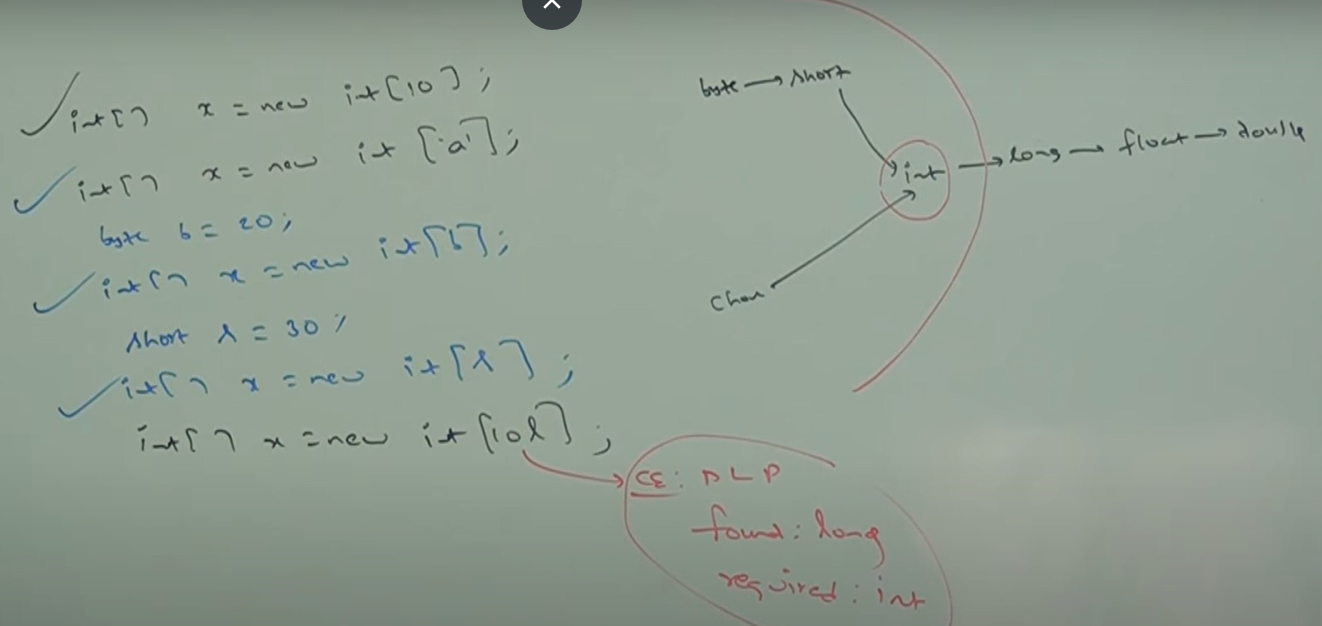 int[] x = new int[10];
int[] x = new int['a'];
byte b = 20;
int[] x = new int[b];
short s = 30;
int[] x = new int[s];
int[] x = new int[10l];
CE: PLP
found: long
required: int
byte → short
int → long → float → double
char